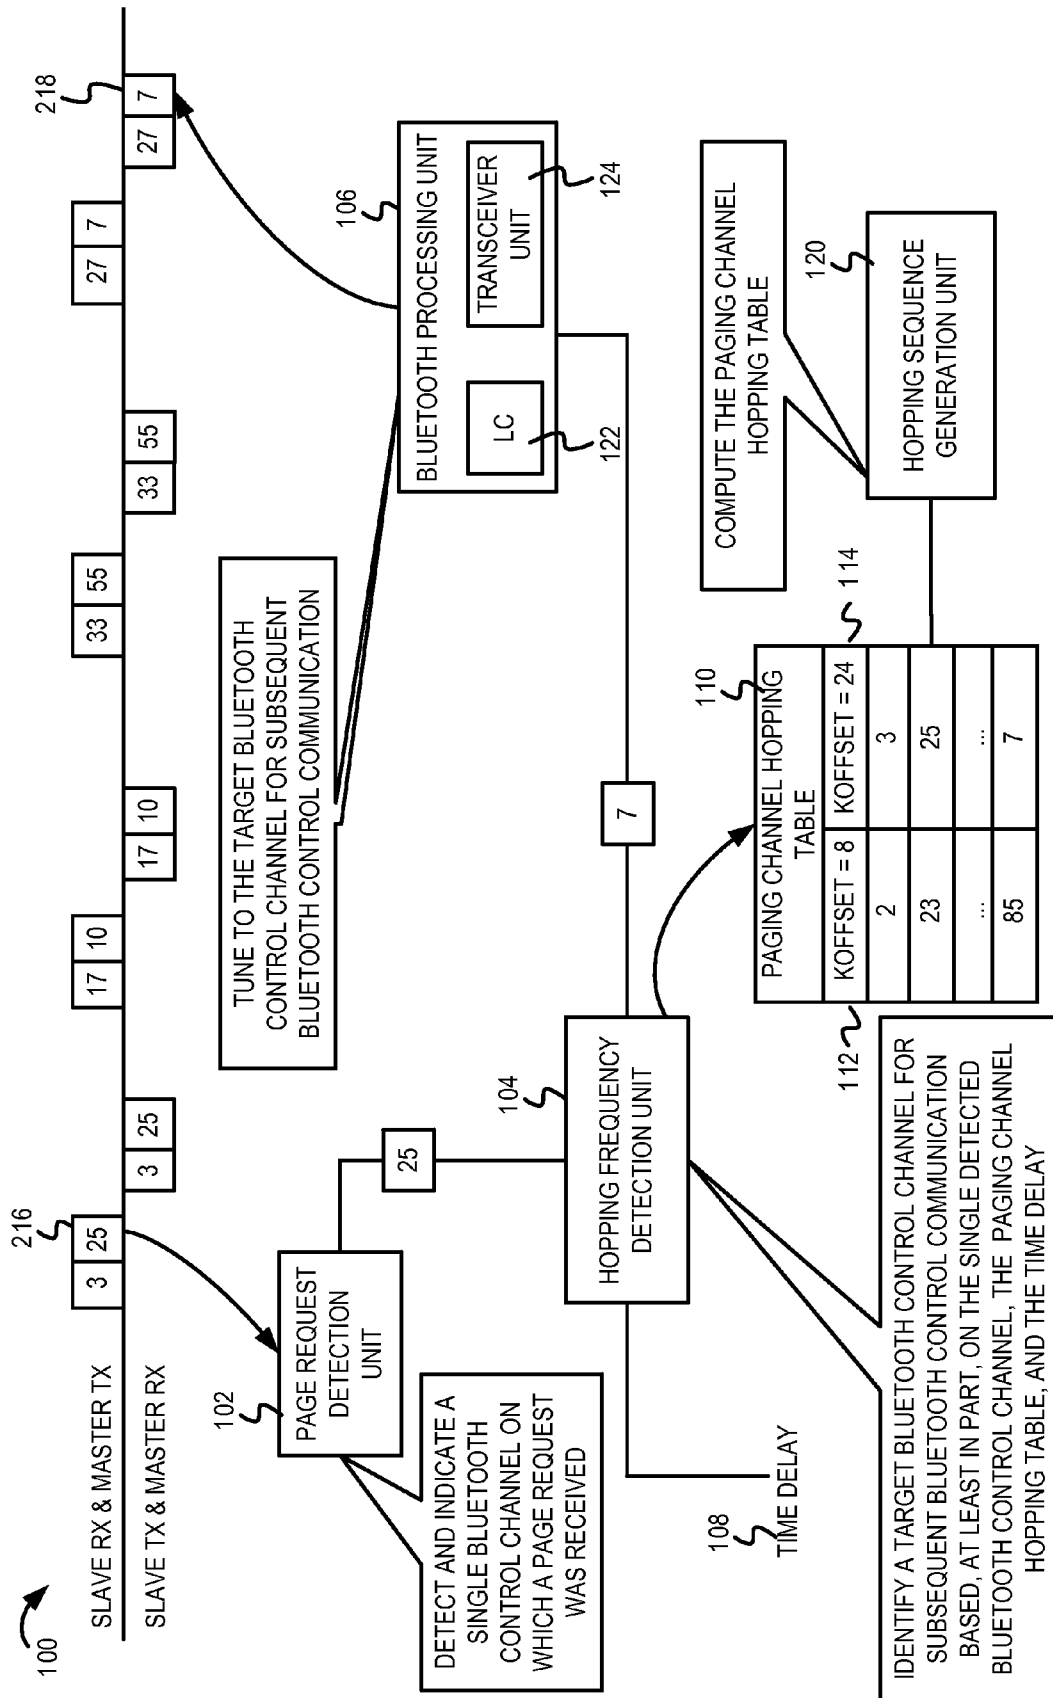 100
SLAVE RX & MASTER TX
SLAVE TX & MASTER RX
216
3 25
3 25
17 10
17 10
33 55
33 55
27 7
27 7
218
102
PAGE REQUEST
DETECTION
UNIT
DETECT AND INDICATE A
SINGLE BLUETOOTH
CONTROL CHANNEL ON
WHICH A PAGE REQUEST
WAS RECEIVED
25
TUNE TO THE TARGET BLUETOOTH
CONTROL CHANNEL FOR SUBSEQUENT
BLUETOOTH CONTROL COMMUNICATION
106
BLUETOOTH PROCESSING UNIT
LC
122
TRANSCEIVER
UNIT
124
104
HOPPING FREQUENCY
DETECTION UNIT
7
108
TIME DELAY
IDENTIFY A TARGET BLUETOOTH CONTROL CHANNEL FOR
SUBSEQUENT BLUETOOTH CONTROL COMMUNICATION
BASED, AT LEAST IN PART, ON THE SINGLE DETECTED
BLUETOOTH CONTROL CHANNEL, THE PAGING CHANNEL
HOPPING TABLE, AND THE TIME DELAY
110
PAGING CHANNEL HOPPING
TABLE
112
KOFFSET = 8 KOFFSET = 24
114
2 3
23 25
... ...
85 7
COMPUTE THE PAGING CHANNEL
HOPPING TABLE
120
HOPPING SEQUENCE
GENERATION UNIT